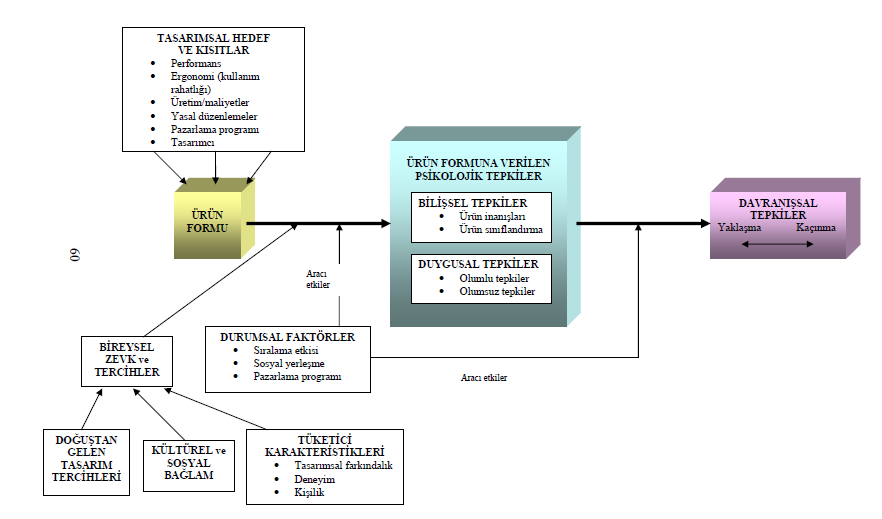 TASARIMSAL HEDEF
VE KISITLAR
• Performans
• Ergonomi (kullanım
rahatlığı)
• Üretim/maliyetler
• Yasal düzenlemeler
• Pazarlama programı
• Tasarımcı
ÜRÜN
FORMU
ÜRÜN FORMUNA VERİLEN
PSİKOLOJİK TEPKİLER
BİLİŞSEL TEPKİLER
• Ürün inanışları
• Ürün sınıflandırma
DUYGUSAL TEPKİLER
• Olumlu tepkiler
• Olumsuz tepkiler
DAVRANIŞSAL
TEPKİLER
Yaklaşma Kaçınma
60
Aracı
etkiler
BİREYSEL
ZEVK ve
TERCİHLER
DURUMSAL FAKTÖRLER
• Sıralama etkisi
• Sosyal yerleşme
• Pazarlama programı
Aracı etkiler
DOĞUŞTAN
GELEN
TASARIM
TERCİHLERİ
KÜLTÜREL ve
SOSYAL
BAĞLAM
TÜKETİCİ
KARAKTERİSTİKLERİ
• Tasarımsal farkındalık
• Deneyim
• Kişilik